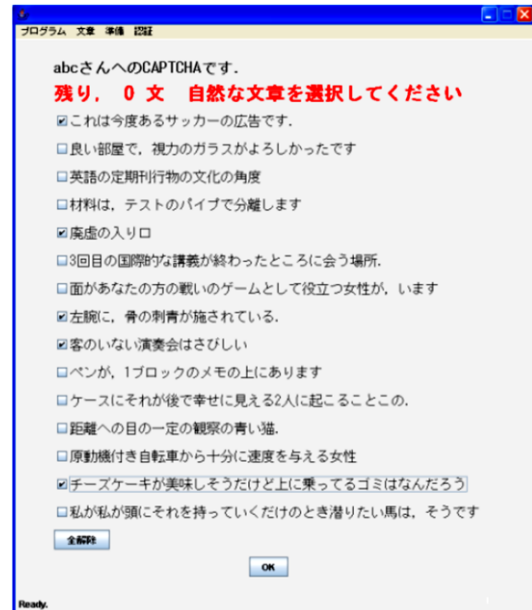 プログラム 文章 準備 認証
abcさんへのCAPTCHAです.
残り, 0 文 自然な文章を選択してください
これは今度あるサッカーの広告です.
良い部屋で, 視力のガラスがよろしかったです
英語の定期刊行物の文化の角度
材料は, テストのパイプで分離します
廃虚の入り口
3回目の国際的な講義が終わったところに会う場所.
面があなたの方の戦いのゲームとして役立つ女性が, います
左腕に, 骨の刺青が施されている.
客のいない演奏会はさびしい
ペンが, 1ブロックのメモの上にあります
ケースにそれが後で幸せに見える2人に起こることこの.
距離への目の一定の観察の青い猫.
原動機付き自転車から十分に速度を与える女性
チーズケーキが美味しそうだけど上に乗ってるゴミはなんだろう
私が私が頭にそれを持っていくだけのとき潜りたい馬は, そうです
全解除
OK
Ready.